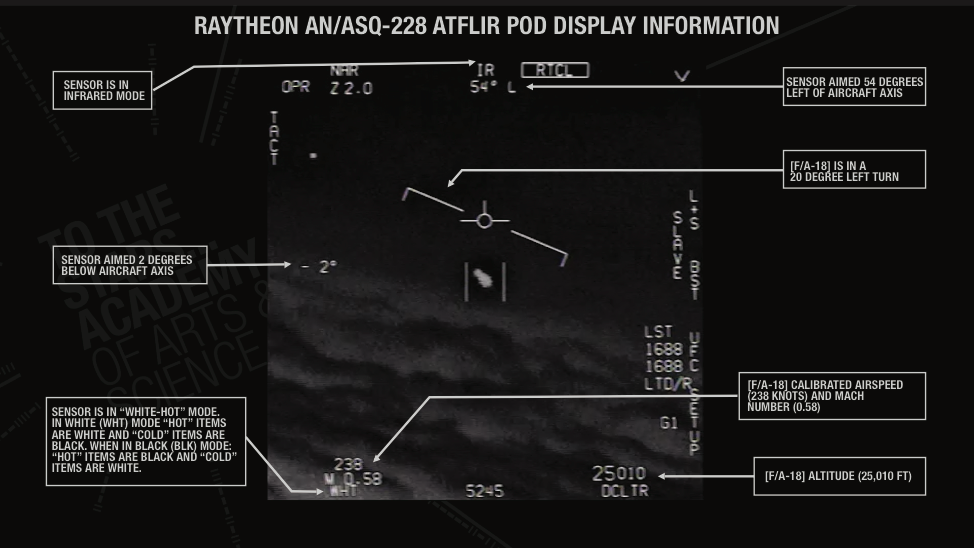 RAYTHEON AN/ASQ-228 ATFLIR POD DISPLAY INFORMATION
SENSOR IS IN
INFRARED MODE
NAR
IR
RTCL
OPR
Z 2.0
54° L
SENSOR AIMED 54 DEGREES
LEFT OF AIRCRAFT AXIS
TACT
[F/A-18] IS IN A
20 DEGREE LEFT TURN
L+S
SLAVE
BST
SENSOR AIMED 2 DEGREES
BELOW AIRCRAFT AXIS
- 2°
TO THE
STARS
ACADEMY
OF ARTS &
SCIENCE
LST
1688
1688
LTD/R
UFC
SETUP
G1
[F/A-18] CALIBRATED AIRSPEED
(238 KNOTS) AND MACH
NUMBER (0.58)
SENSOR IS IN “WHITE-HOT” MODE.
IN WHITE (WHT) MODE “HOT” ITEMS
ARE WHITE AND “COLD” ITEMS ARE
BLACK. WHEN IN BLACK (BLK) MODE:
“HOT” ITEMS ARE BLACK AND “COLD”
ITEMS ARE WHITE.
238
M 0.58
WHT
5245
25010
DCLTR
[F/A-18] ALTITUDE (25,010 FT)